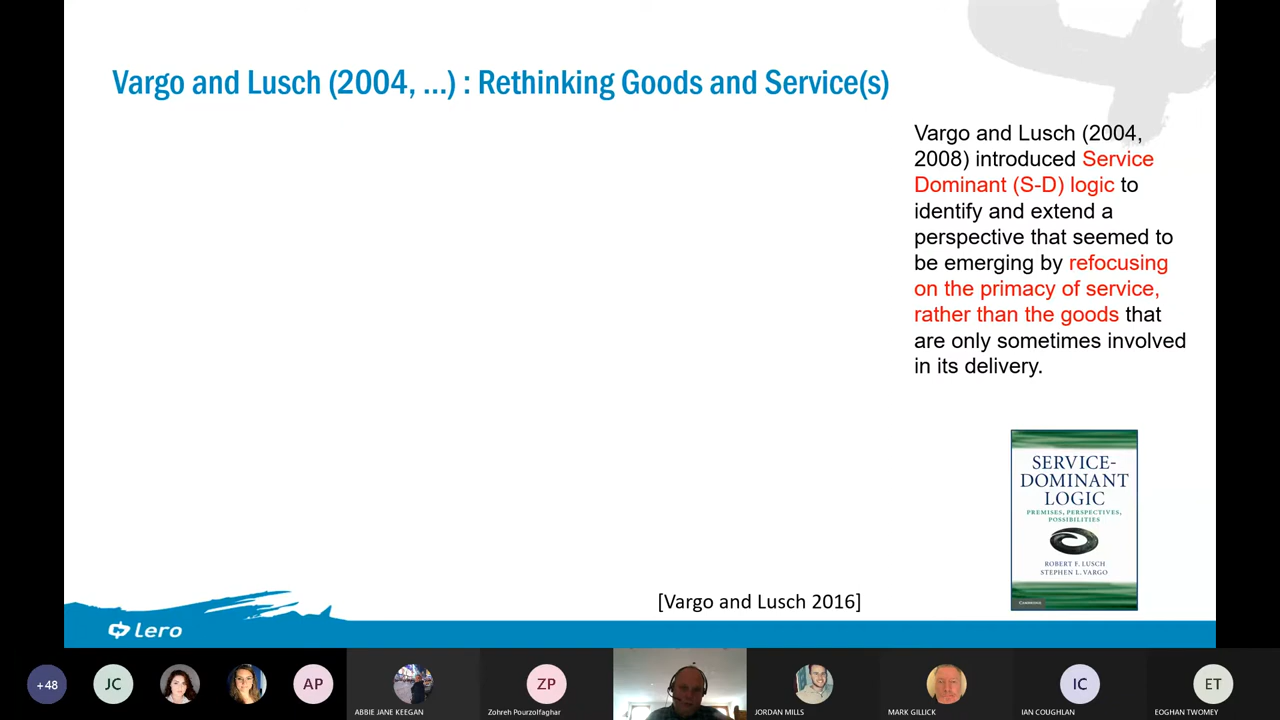 Vargo and Lusch (2004, ...) : Rethinking Goods and Service(s)
Vargo and Lusch (2004,
2008) introduced Service
Dominant (S-D) logic to
identify and extend a
perspective that seemed to
be emerging by refocusing
on the primacy of service,
rather than the goods that
are only sometimes involved
in its delivery.
SERVICE-
DOMINANT
LOGIC
PREMISES, PERSPECTIVES,
POSSIBILITIES
ROBERT F. LUSCH
STEPHEN L. VARGO
CAMBRIDGE
[Vargo and Lusch 2016]
Lero
+48
JC
AP
ABBIE JANE KEEGAN
ZP
Zohreh Pourzolfaghar
JORDAN MILLS
MARK GILLICK
IC
IAN COUGHLAN
ET
EOGHAN TWOMEY